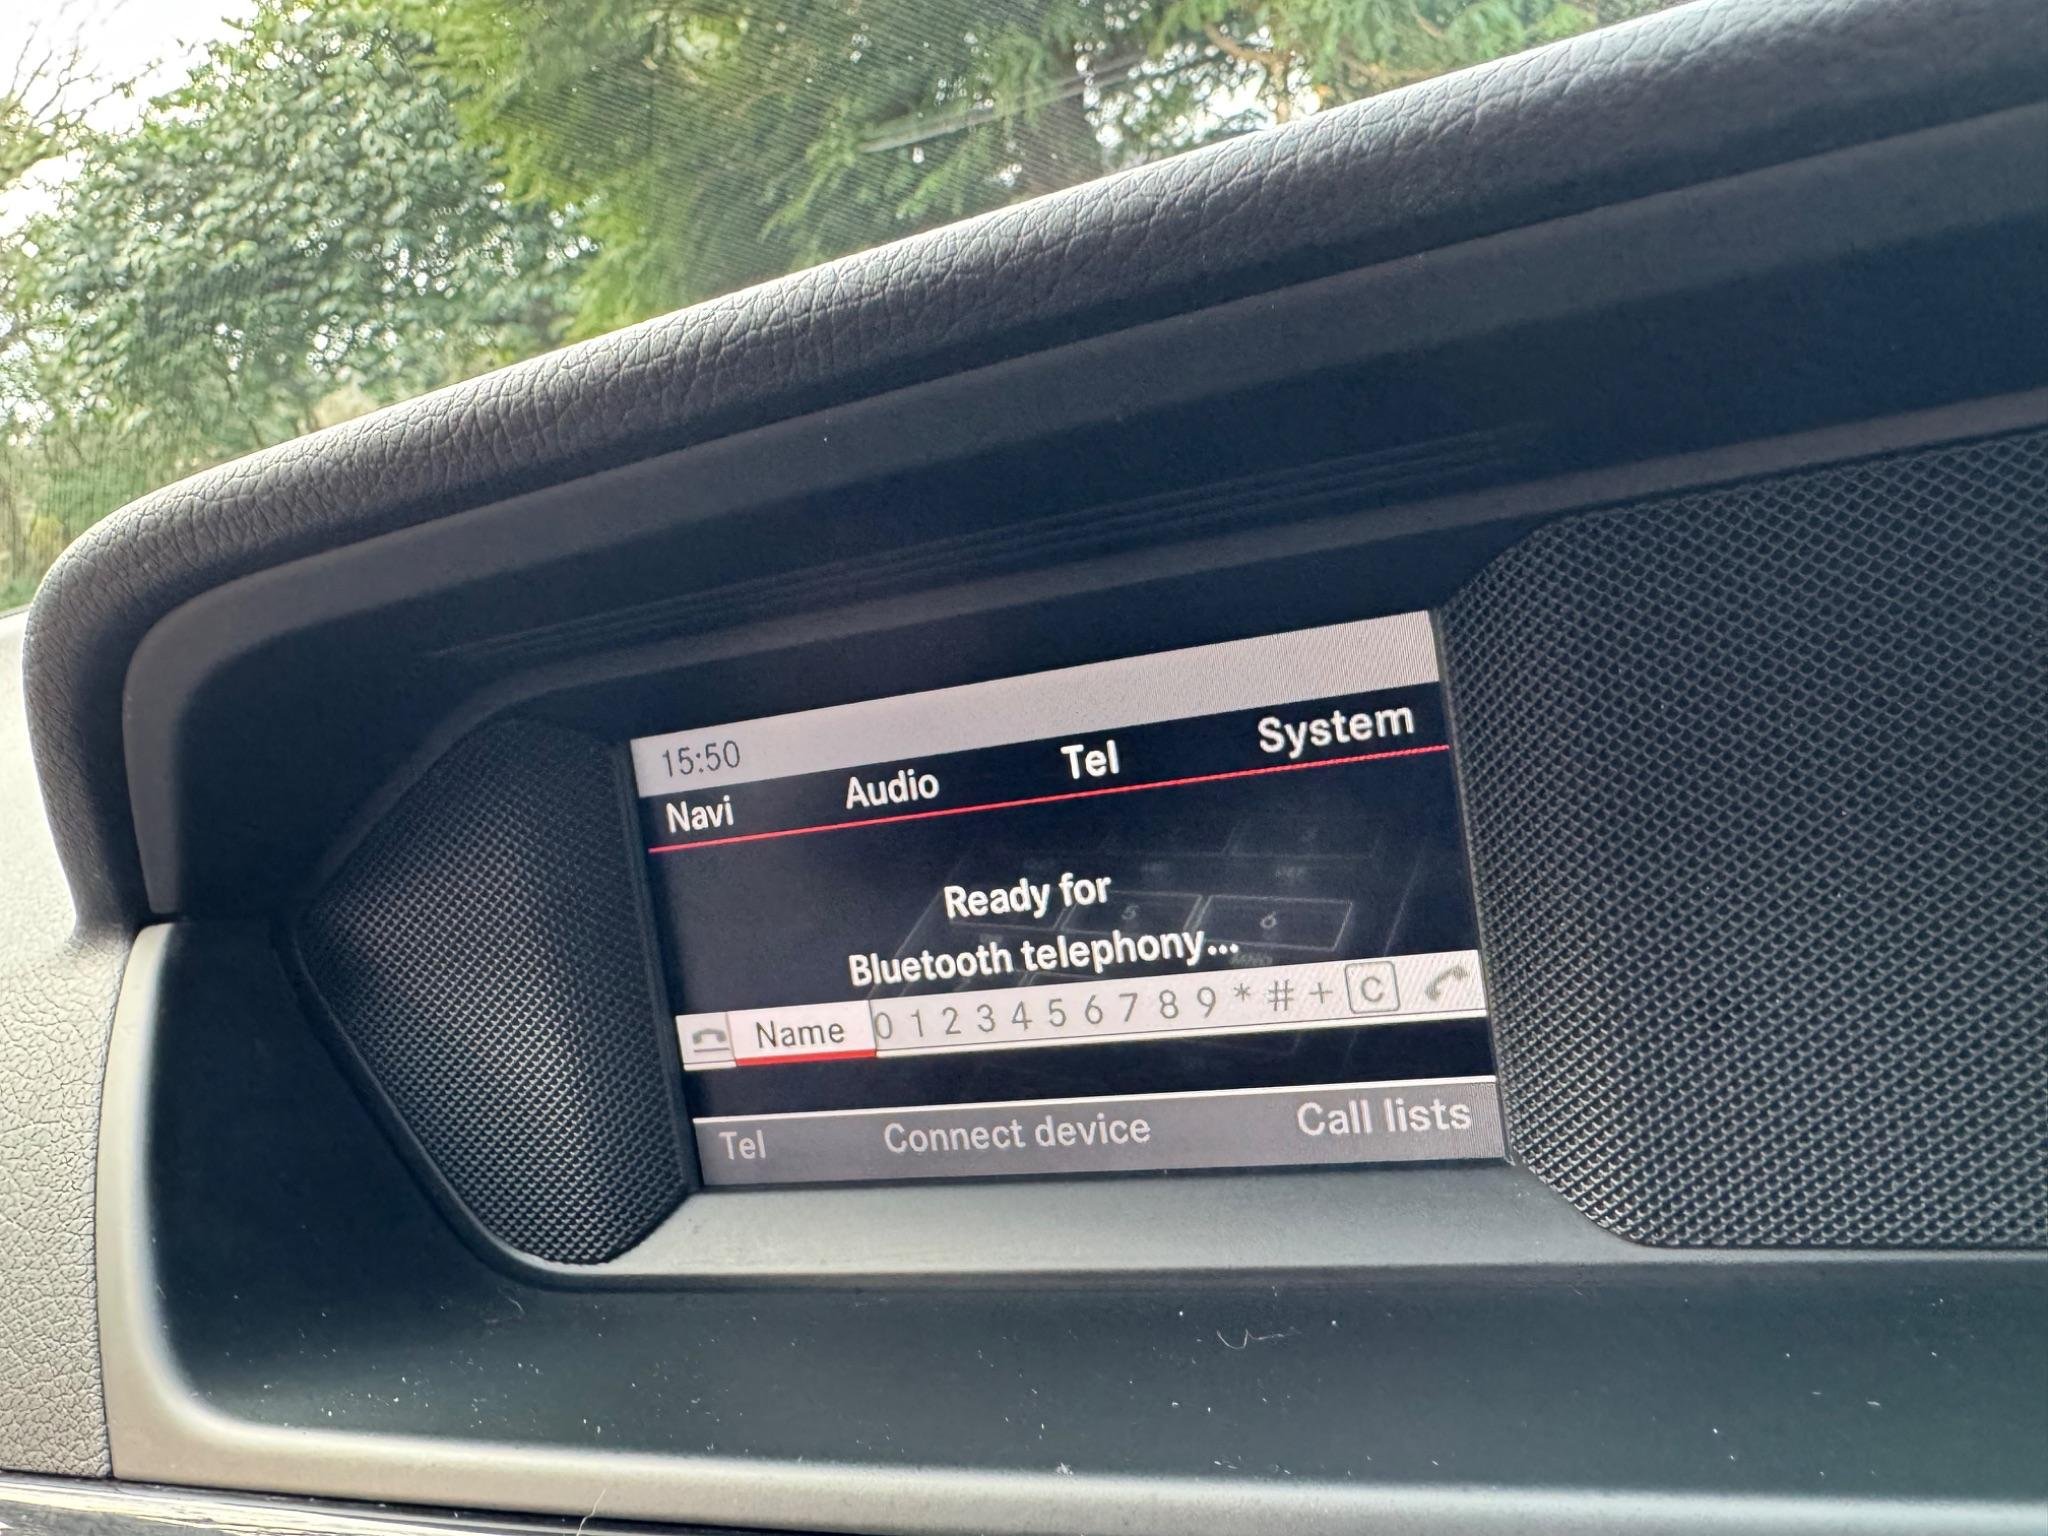 15:50
Navi Audio Tel System
Ready for
Bluetooth telephony...
Name 0 1 2 3 4 5 6 7 8 9 * # + C
Tel Connect device Call lists